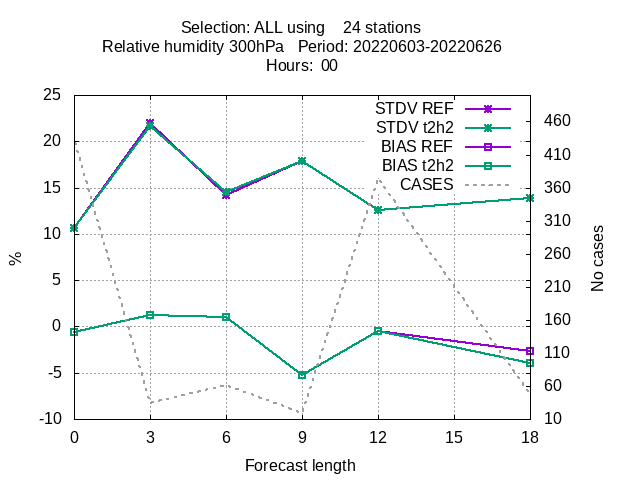 Selection: ALL using    24 stations
Relative humidity 300hPa   Period: 20220603-20220626
Hours:  00
25
20
15
10
5
0
-5
-10
%
STDV REF
STDV t2h2
BIAS REF
BIAS t2h2
CASES
460
410
360
310
260
210
160
110
60
10
No cases
0 3 6 9 12 15 18
Forecast length